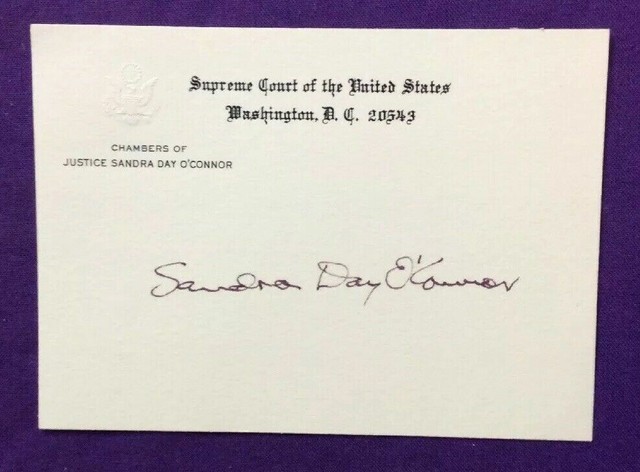 Supreme Court of the United States
Washington, D. C. 20543
CHAMBERS OF
JUSTICE SANDRA DAY O'CONNOR
Sandra Day O'Connor